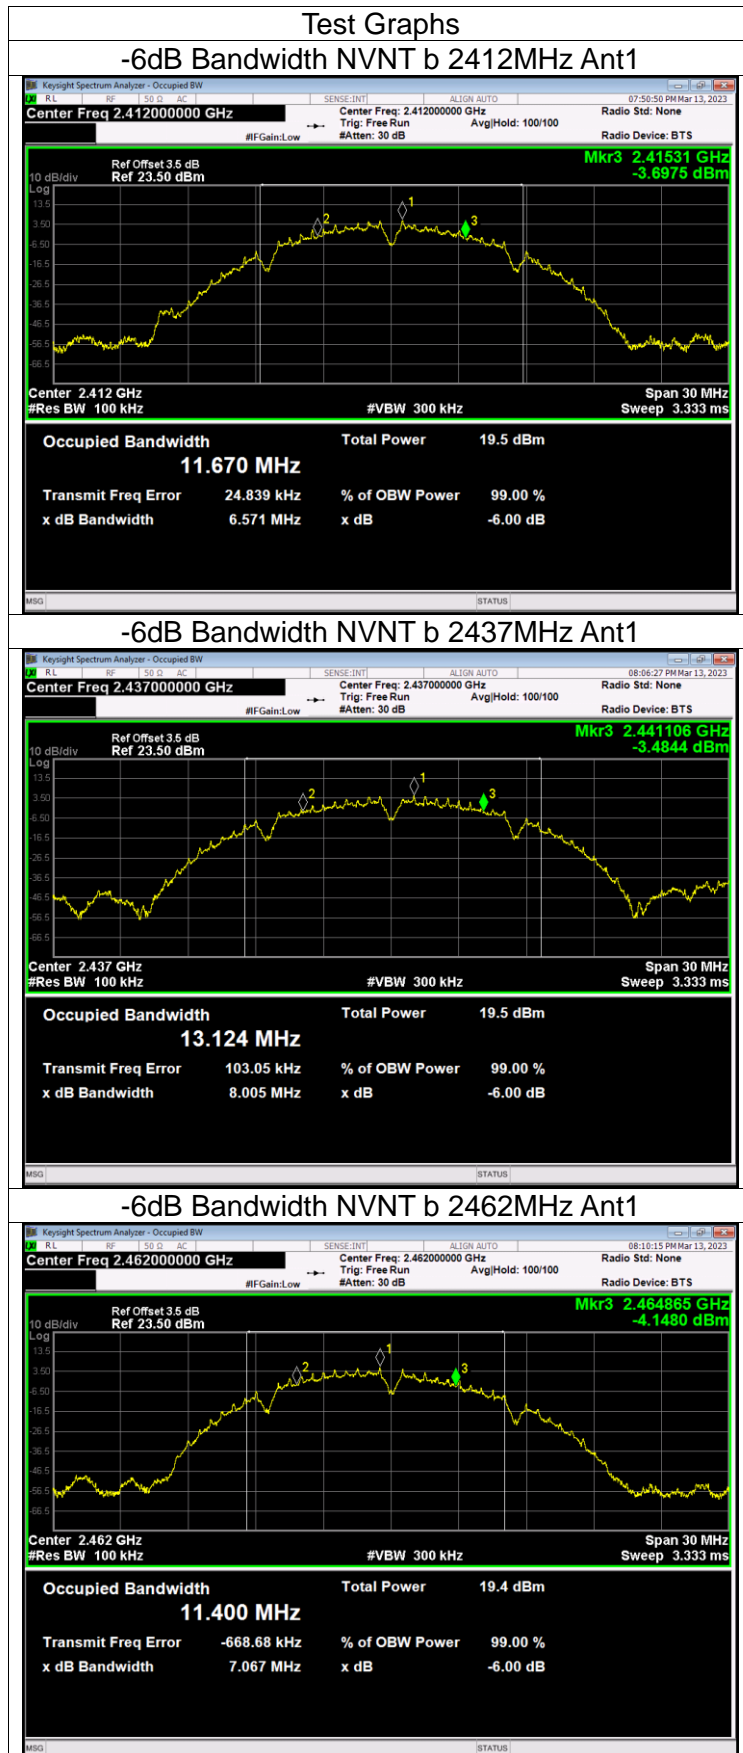 Test Graphs
-6dB Bandwidth NVNT b 2412MHz Ant1
Keysight Spectrum Analyzer - Occupied BW
RL RF 50 Ω AC SENSE:INT ALIGN AUTO 07:50:50 PM Mar 13, 2023
Center Freq 2.412000000 GHz Center Freq: 2.412000000 GHz Radio Std: None
Trig: Free Run Avg|Hold: 100/100
#IFGain:Low #Atten: 30 dB Radio Device: BTS
Ref Offset 3.5 dB Mkr3 2.41531 GHz
10 dB/div Ref 23.50 dBm -3.6975 dBm
Log
13.5
3.50
-6.50
-16.5
-26.5
-36.5
-46.5
-56.5
-66.5
1
2
3
Center 2.412 GHz Span 30 MHz
#Res BW 100 kHz #VBW 300 kHz Sweep 3.333 ms
Occupied Bandwidth Total Power 19.5 dBm
11.670 MHz
Transmit Freq Error 24.839 kHz % of OBW Power 99.00 %
x dB Bandwidth 6.571 MHz x dB -6.00 dB
MSG STATUS
-6dB Bandwidth NVNT b 2437MHz Ant1
Keysight Spectrum Analyzer - Occupied BW
RL RF 50 Ω AC SENSE:INT ALIGN AUTO 08:06:27 PM Mar 13, 2023
Center Freq 2.437000000 GHz Center Freq: 2.437000000 GHz Radio Std: None
Trig: Free Run Avg|Hold: 100/100
#IFGain:Low #Atten: 30 dB Radio Device: BTS
Ref Offset 3.5 dB Mkr3 2.441106 GHz
10 dB/div Ref 23.50 dBm -3.4844 dBm
Log
13.5
3.50
-6.50
-16.5
-26.5
-36.5
-46.5
-56.5
-66.5
1
2
3
Center 2.437 GHz Span 30 MHz
#Res BW 100 kHz #VBW 300 kHz Sweep 3.333 ms
Occupied Bandwidth Total Power 19.5 dBm
13.124 MHz
Transmit Freq Error 103.05 kHz % of OBW Power 99.00 %
x dB Bandwidth 8.005 MHz x dB -6.00 dB
MSG STATUS
-6dB Bandwidth NVNT b 2462MHz Ant1
Keysight Spectrum Analyzer - Occupied BW
RL RF 50 Ω AC SENSE:INT ALIGN AUTO 08:10:15 PM Mar 13, 2023
Center Freq 2.462000000 GHz Center Freq: 2.462000000 GHz Radio Std: None
Trig: Free Run Avg|Hold: 100/100
#IFGain:Low #Atten: 30 dB Radio Device: BTS
Ref Offset 3.5 dB Mkr3 2.464865 GHz
10 dB/div Ref 23.50 dBm -4.1480 dBm
Log
13.5
3.50
-6.50
-16.5
-26.5
-36.5
-46.5
-56.5
-66.5
1
2
3
Center 2.462 GHz Span 30 MHz
#Res BW 100 kHz #VBW 300 kHz Sweep 3.333 ms
Occupied Bandwidth Total Power 19.4 dBm
11.400 MHz
Transmit Freq Error -668.68 kHz % of OBW Power 99.00 %
x dB Bandwidth 7.067 MHz x dB -6.00 dB
MSG STATUS